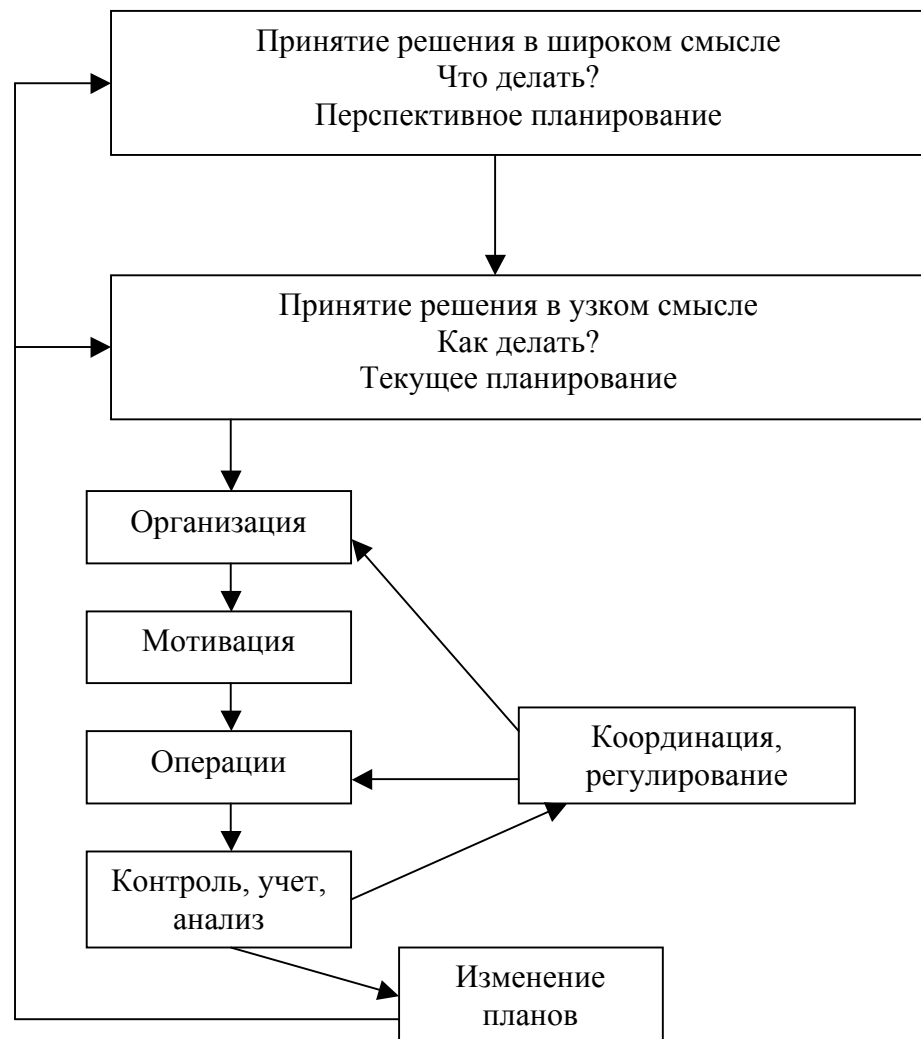 Принятие решения в широком смысле
Что делать?
Перспективное планирование
Принятие решения в узком смысле
Как делать?
Текущее планирование
Организация
Мотивация
Операции
Координация,
регулирование
Контроль, учет,
анализ
Изменение
планов